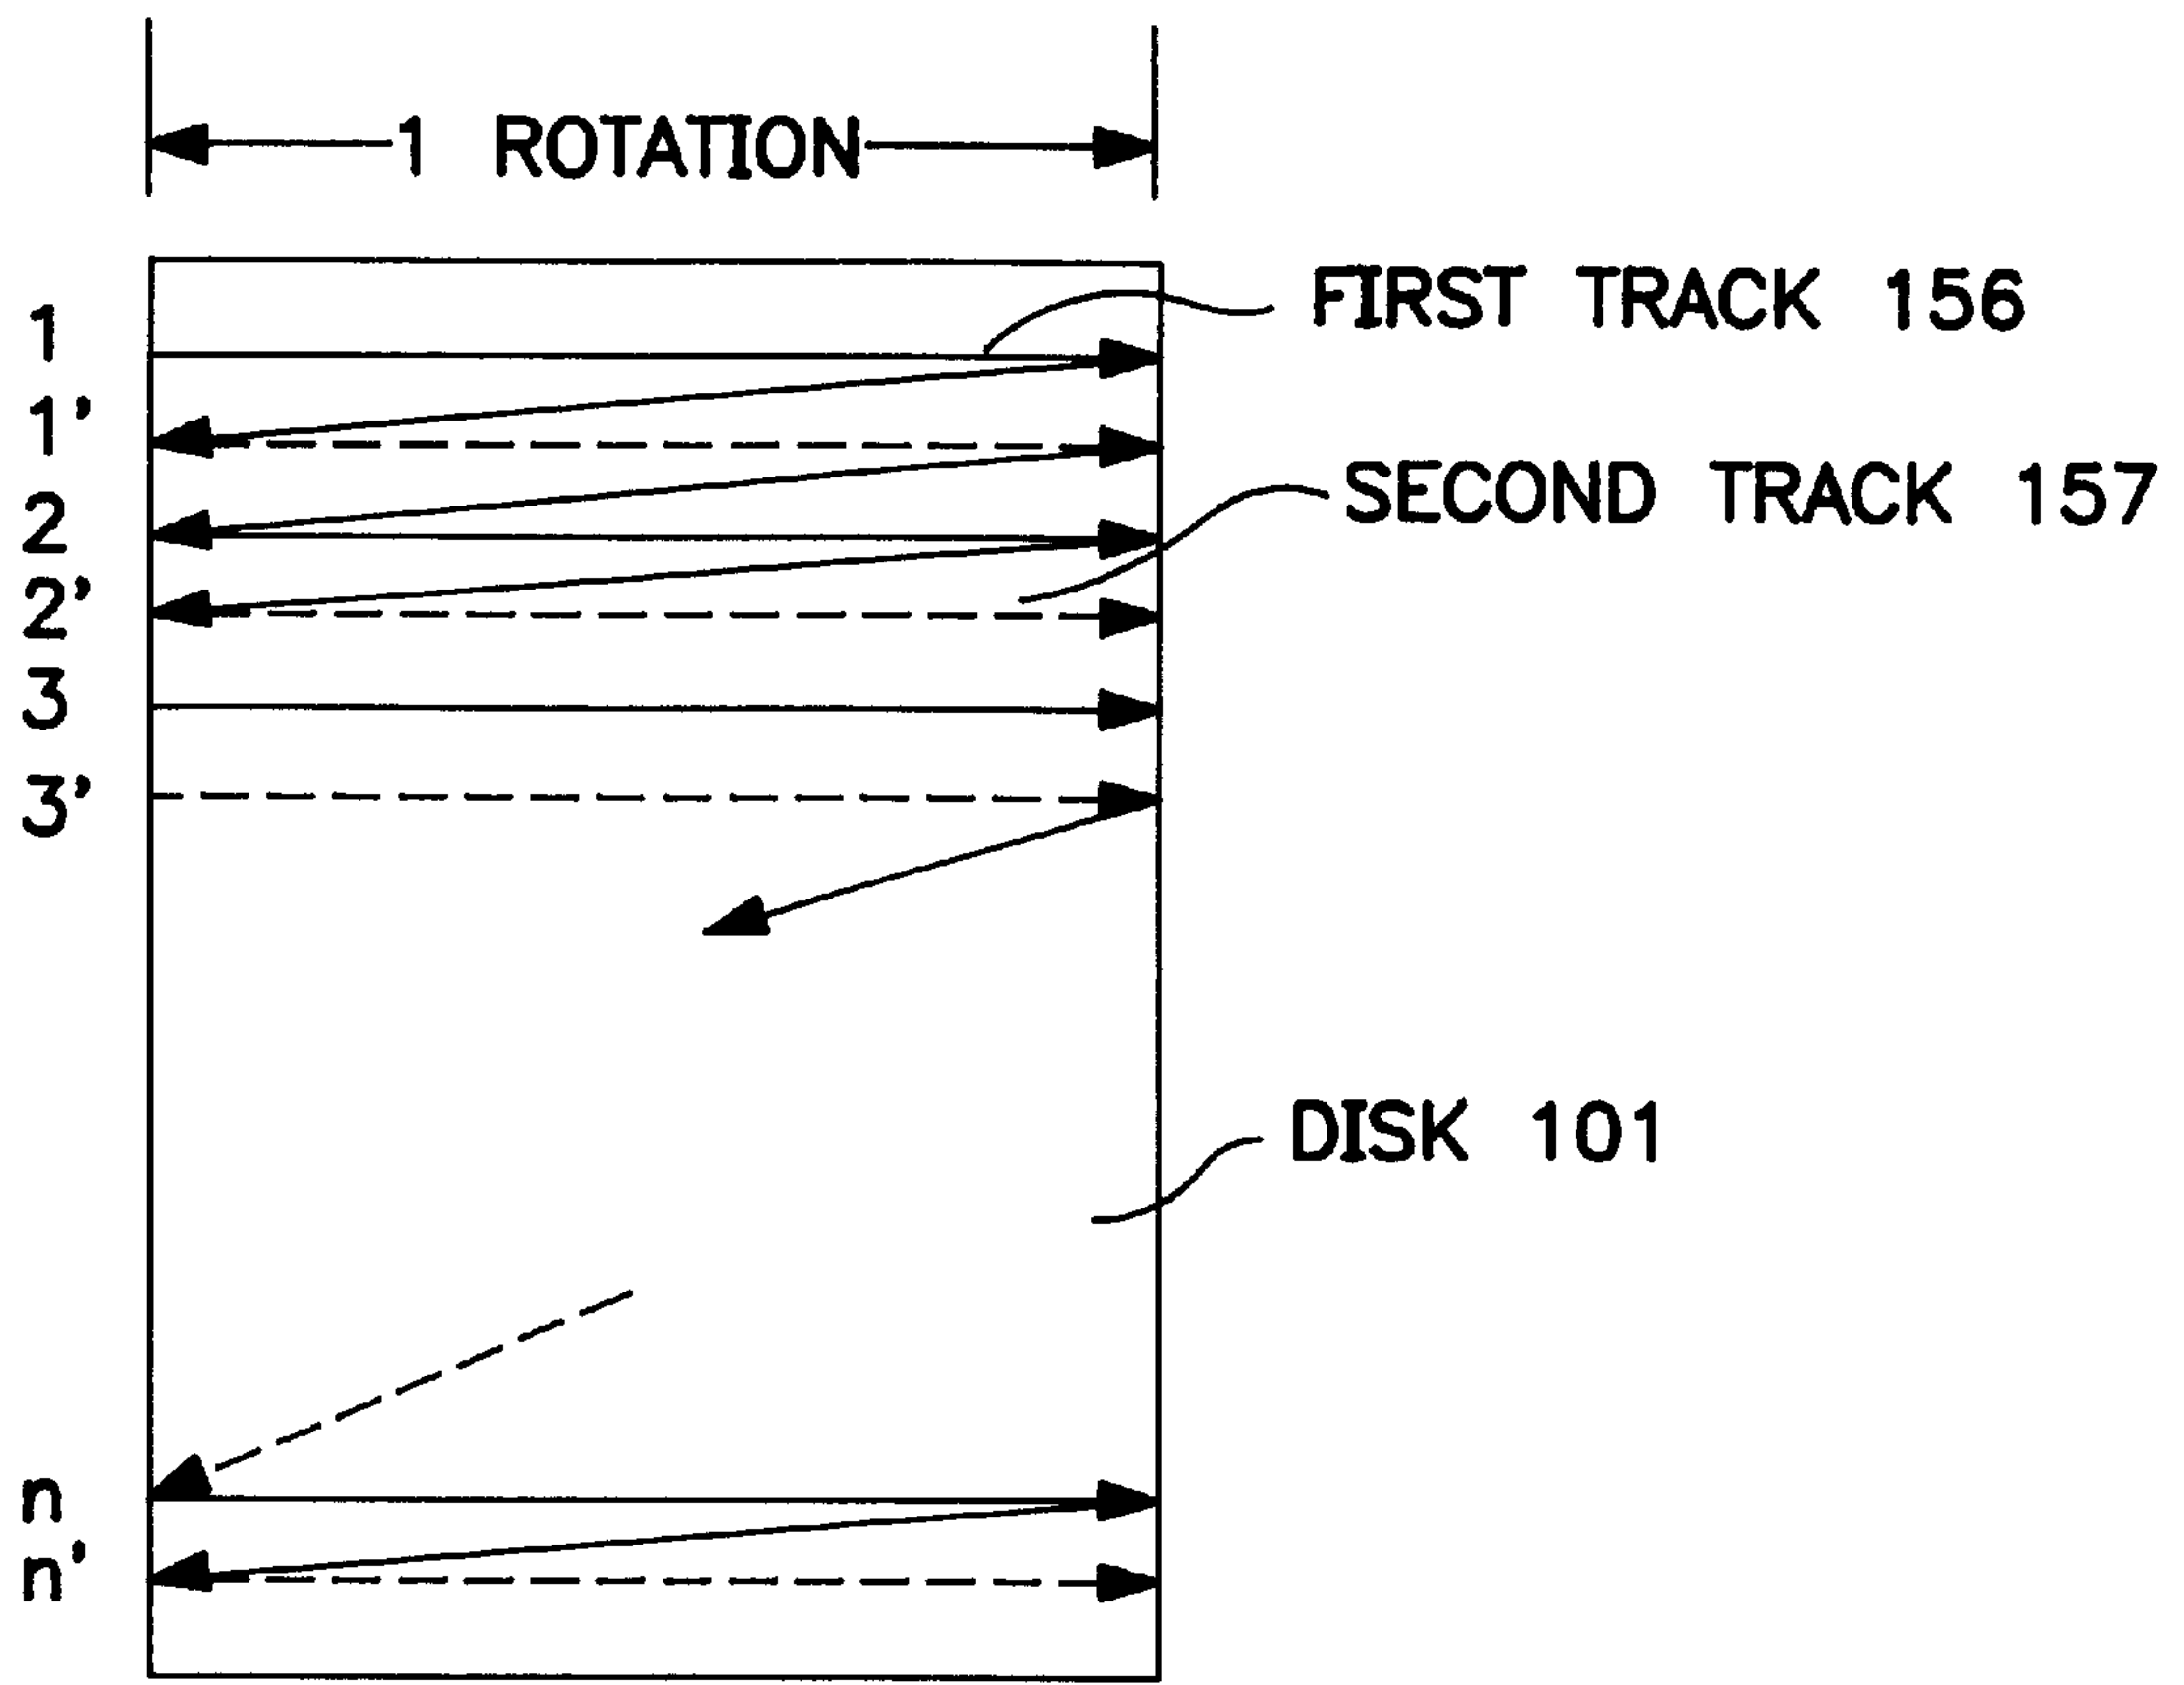 1 ROTATION
1
FIRST TRACK 156
1'
SECOND TRACK 157
2
2'
3
3'
DISK 101
n
n'